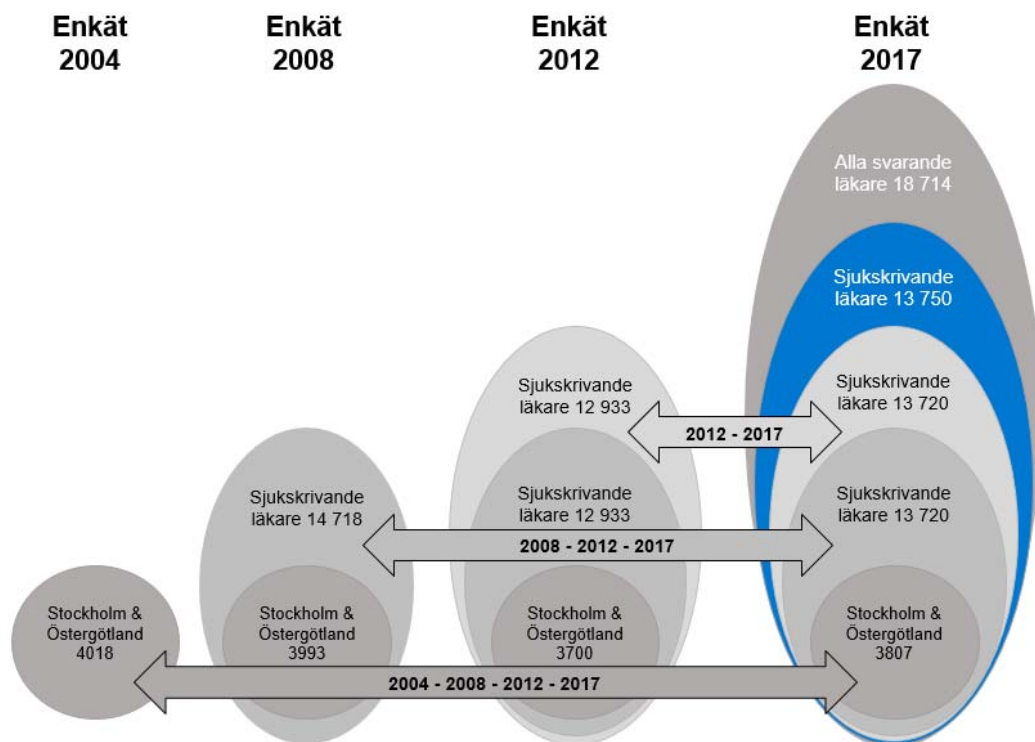 Enkät
2004
Enkät
2008
Enkät
2012
Enkät
2017
Alla svarande
läkare 18 714
Sjukskrivande
läkare 13 750
Sjukskrivande
läkare 12 933
Sjukskrivande
läkare 13 720
2012 - 2017
Sjukskrivande
läkare 14 718
Sjukskrivande
läkare 12 933
Sjukskrivande
läkare 13 720
2008 - 2012 - 2017
Stockholm &
Östergötland
4018
Stockholm &
Östergötland
3993
Stockholm &
Östergötland
3700
Stockholm &
Östergötland
3807
2004 - 2008 - 2012 - 2017